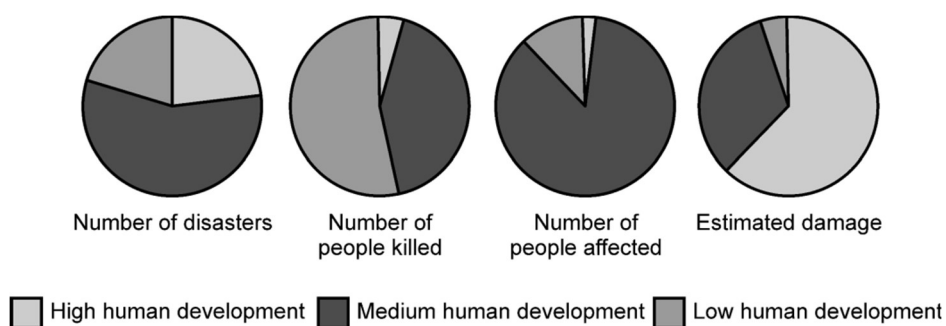 Number of disasters
Number of
people killed
Number of
people affected
Estimated damage
High human development
Medium human development
Low human development